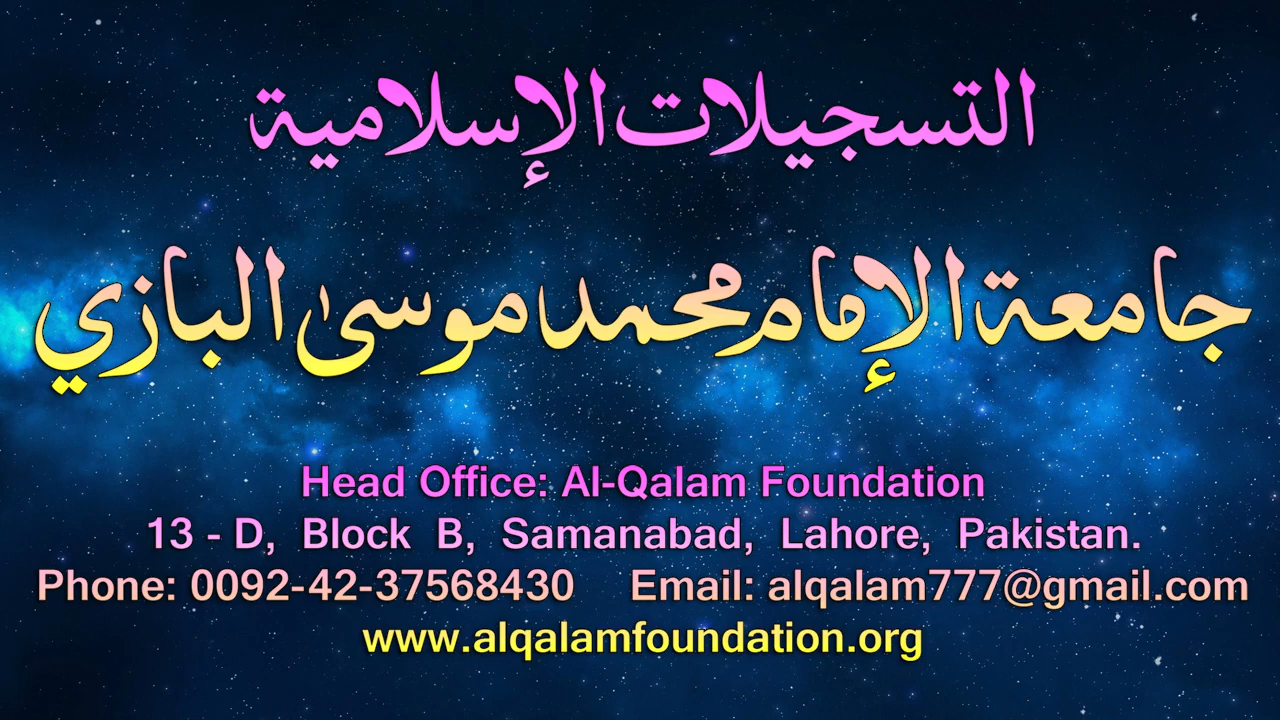 التسجيلات الإسلامية
جامعة الإمام محمد موسىٰ البازي
Head Office: Al-Qalam Foundation
13 - D, Block B, Samanabad, Lahore, Pakistan.
Phone: 0092-42-37568430 Email: alqalam777@gmail.com
www.alqalamfoundation.org